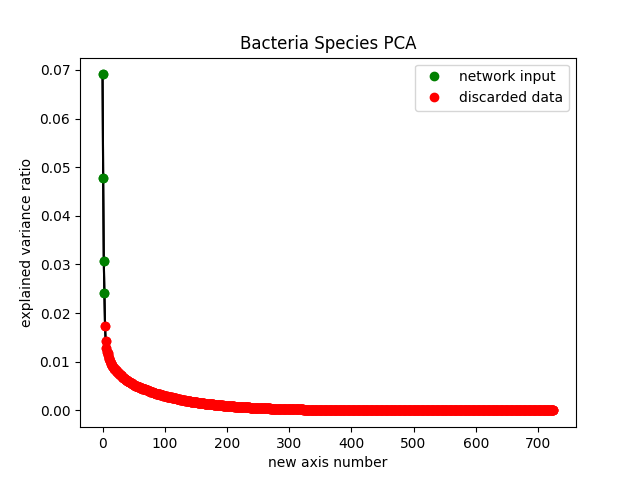 Bacteria Species PCA
network input
discarded data
0.07
0.06
0.05
0.04
0.03
0.02
0.01
0.00
explained variance ratio
0 100 200 300 400 500 600 700
new axis number